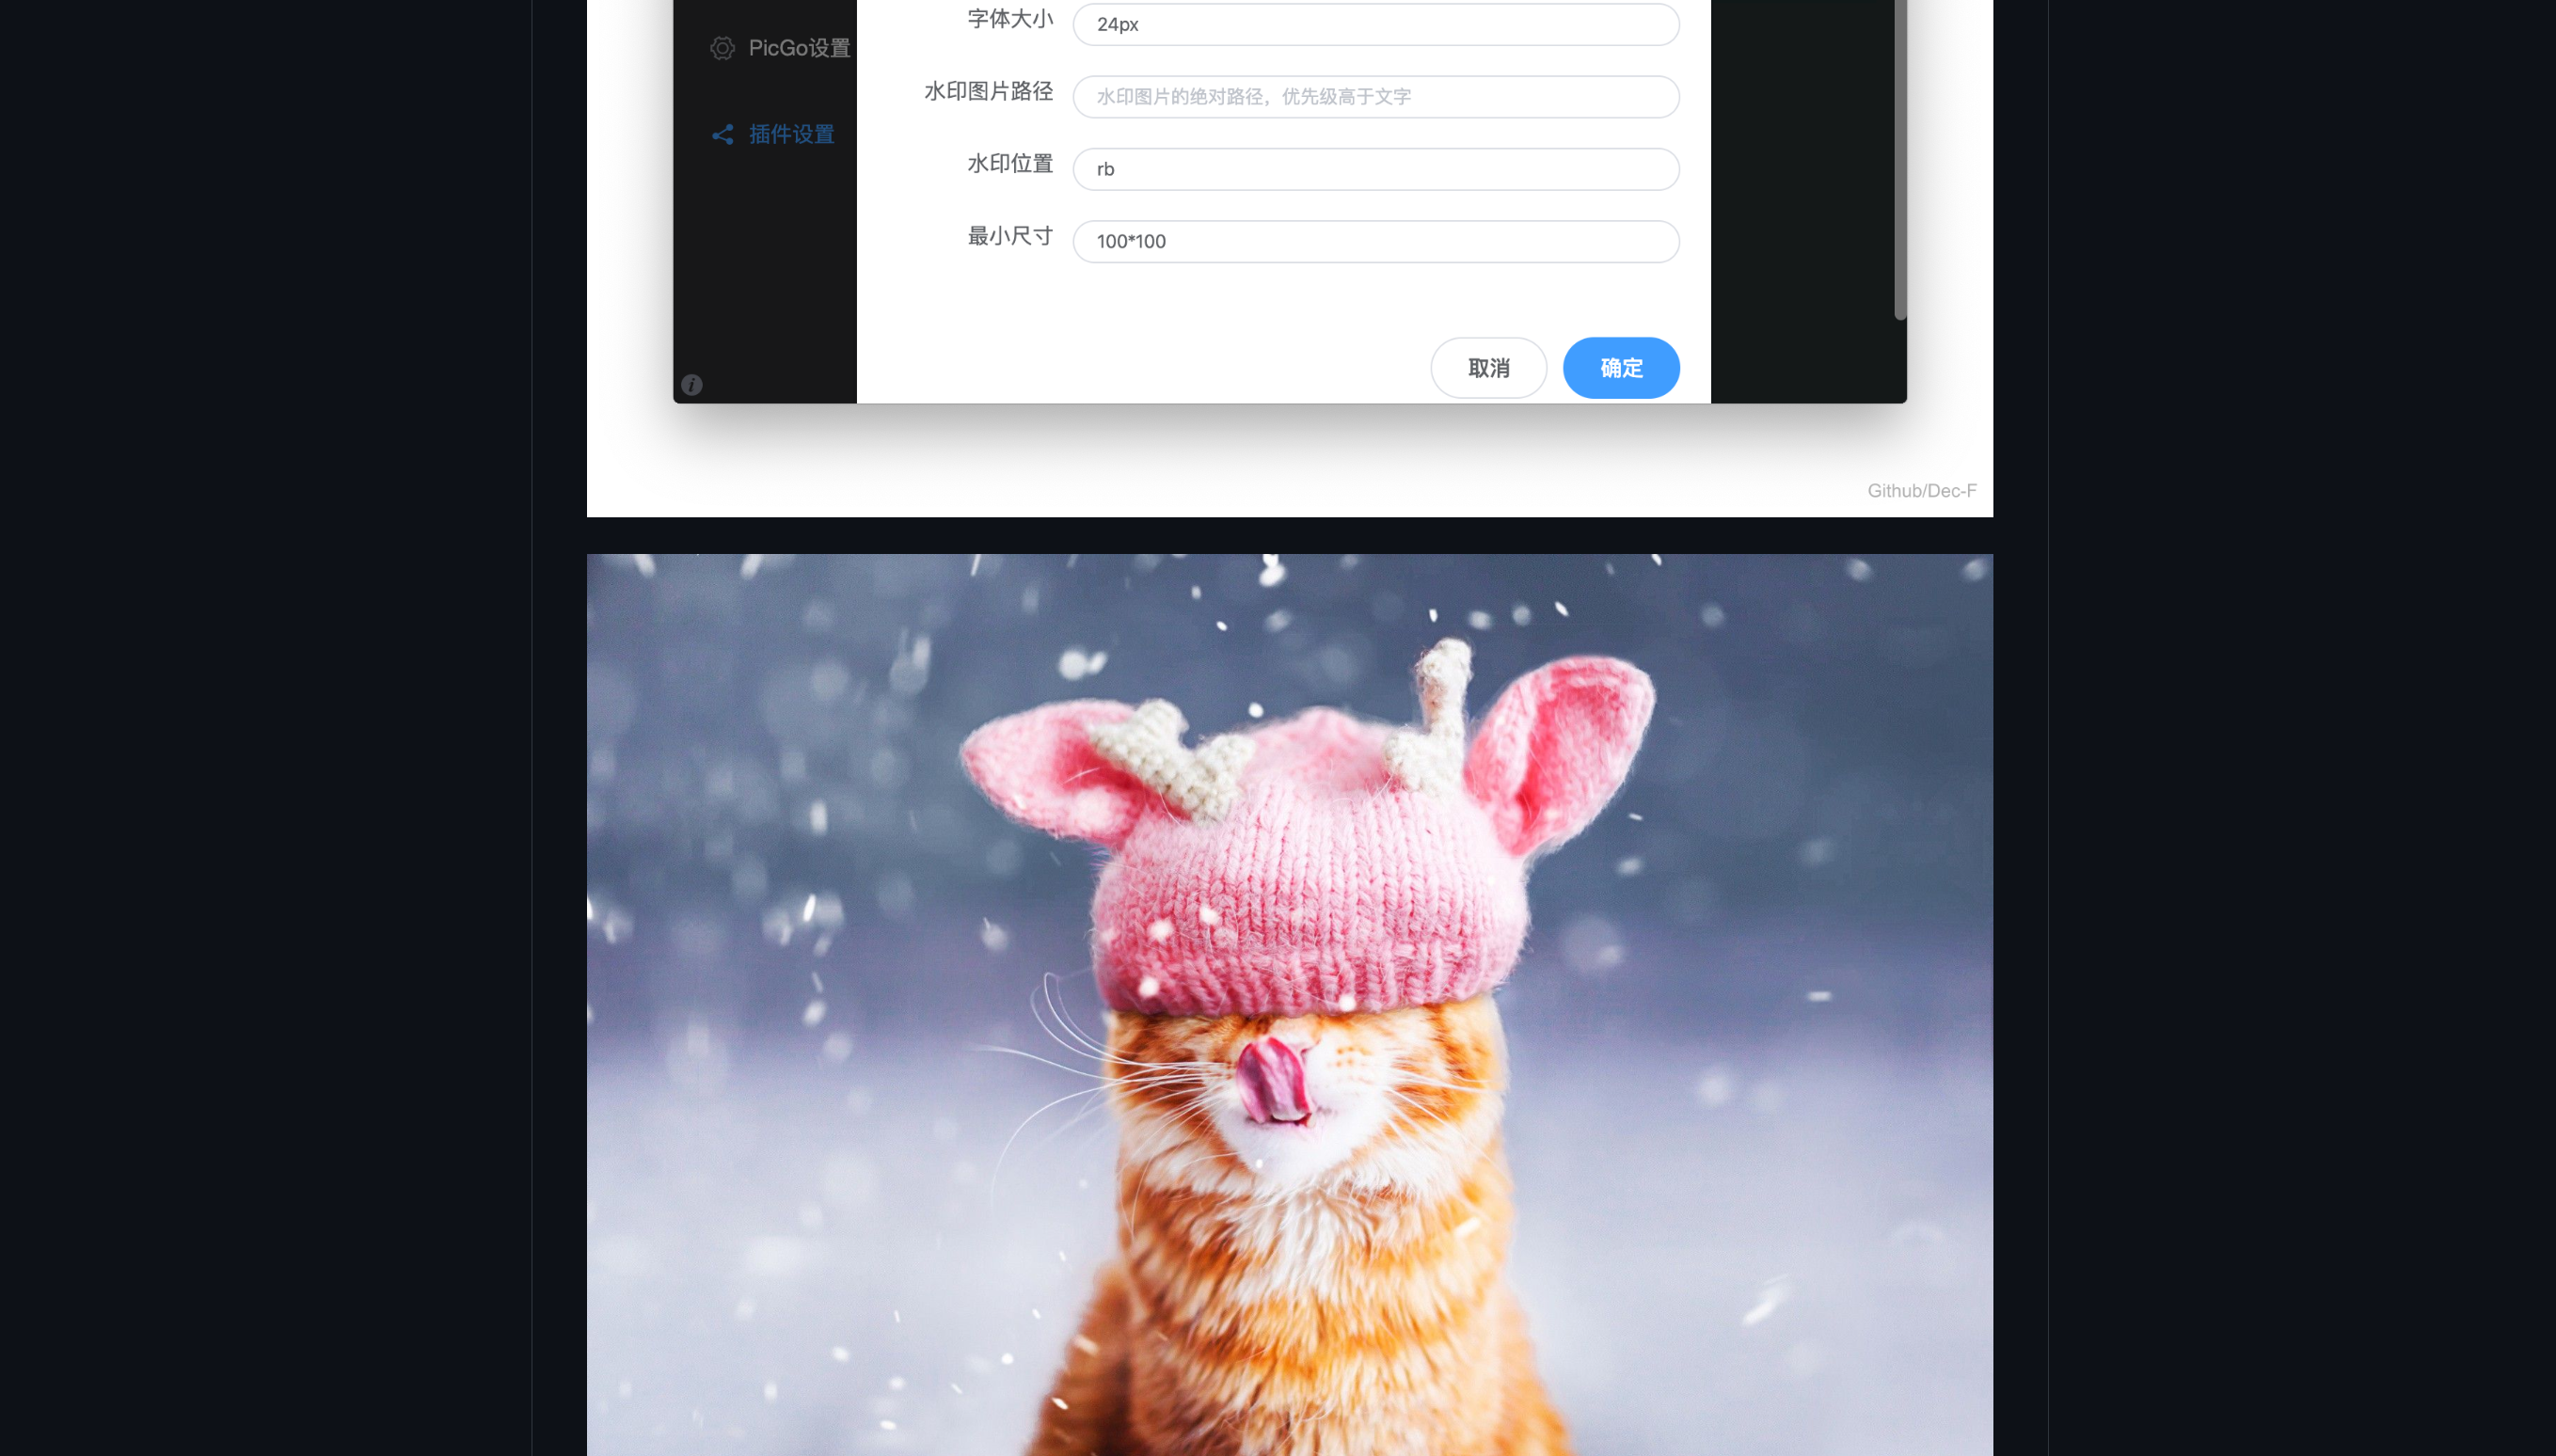 字体大小
24px
PicGo设置
水印图片路径
水印图片的绝对路径，优先级高于文字
插件设置
水印位置
rb
最小尺寸
100*100
取消
确定
Github/Dec-F